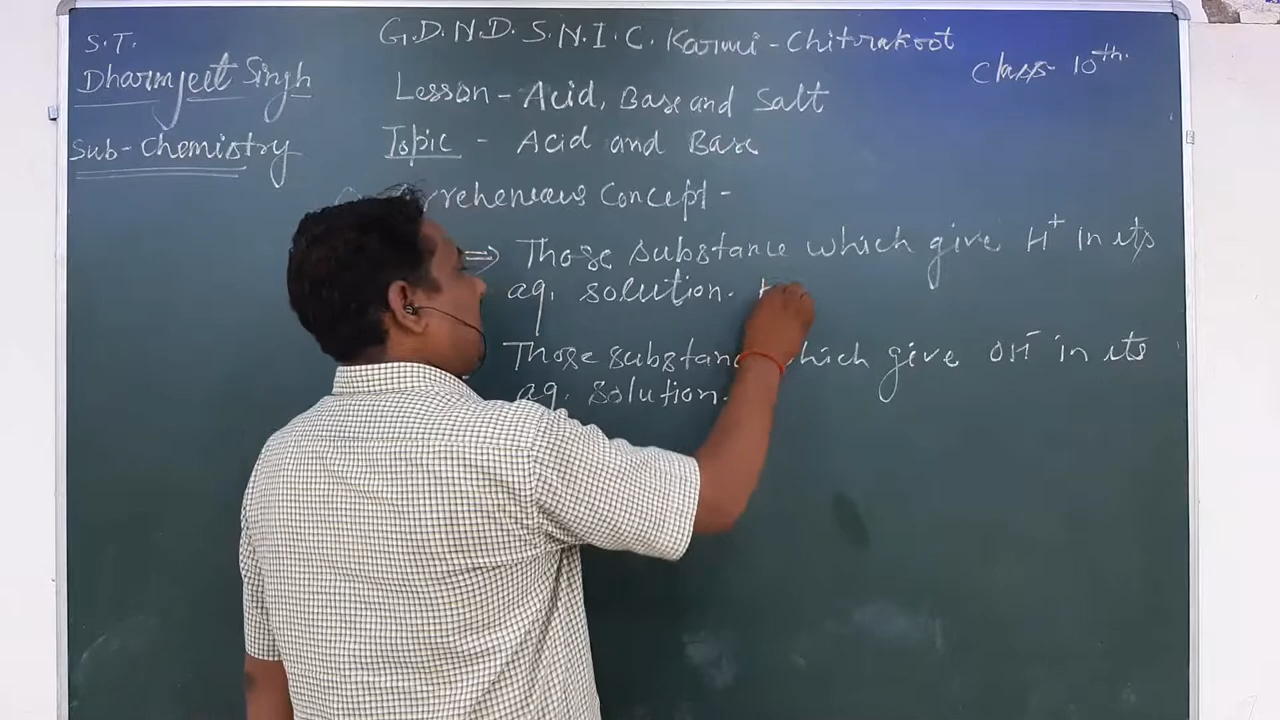 S.T.
Dharmjeet Singh
Sub-Chemistry
G.D.N.D.S.N.I.C. Karwi-Chitrakoot
Class- 10th.
Lesson - Acid, Base and Salt
Topic - Acid and Base
Concept -
⇒ Those substance which give H+ in its
aq. solution.
Those substance which give OH- in its
aq. solution.